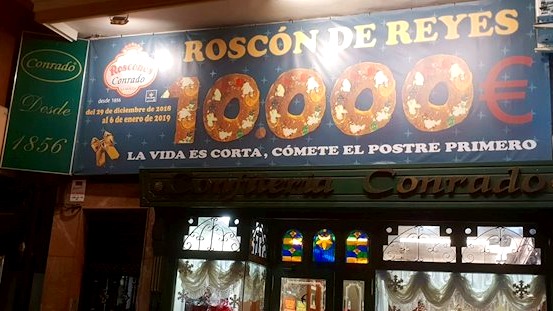 Conrado
Desde
1856
ROSCÓN DE REYES
Roscones
Conrado
desde 1856
del 29 de diciembre de 2018
al 6 de enero de 2019
10.000€
LA VIDA ES CORTA, CÓMETE EL POSTRE PRIMERO
Confitería Conrado